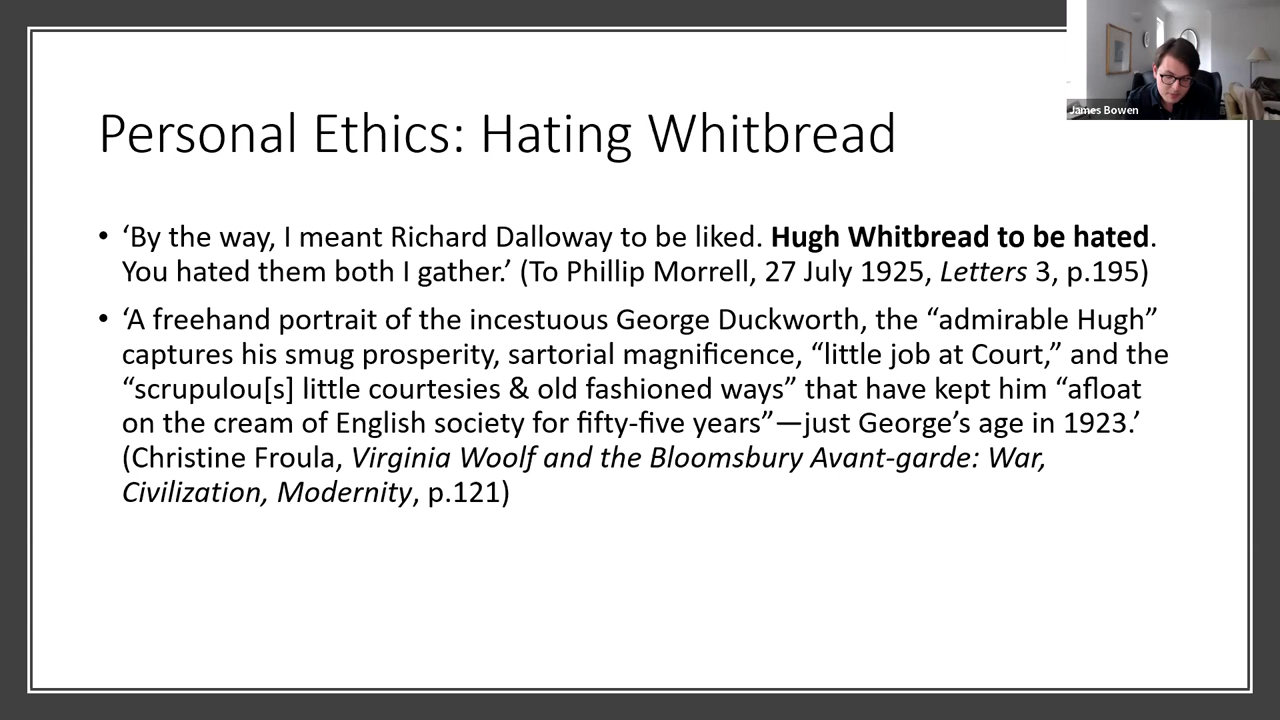 James Bowen
Personal Ethics: Hating Whitbread
• ‘By the way, I meant Richard Dalloway to be liked. Hugh Whitbread to be hated.
You hated them both I gather.’ (To Phillip Morrell, 27 July 1925, Letters 3, p.195)
• ‘A freehand portrait of the incestuous George Duckworth, the “admirable Hugh”
captures his smug prosperity, sartorial magnificence, “little job at Court,” and the
“scrupulou[s] little courtesies & old fashioned ways” that have kept him “afloat
on the cream of English society for fifty-five years”—just George’s age in 1923.’
(Christine Froula, Virginia Woolf and the Bloomsbury Avant-garde: War,
Civilization, Modernity, p.121)